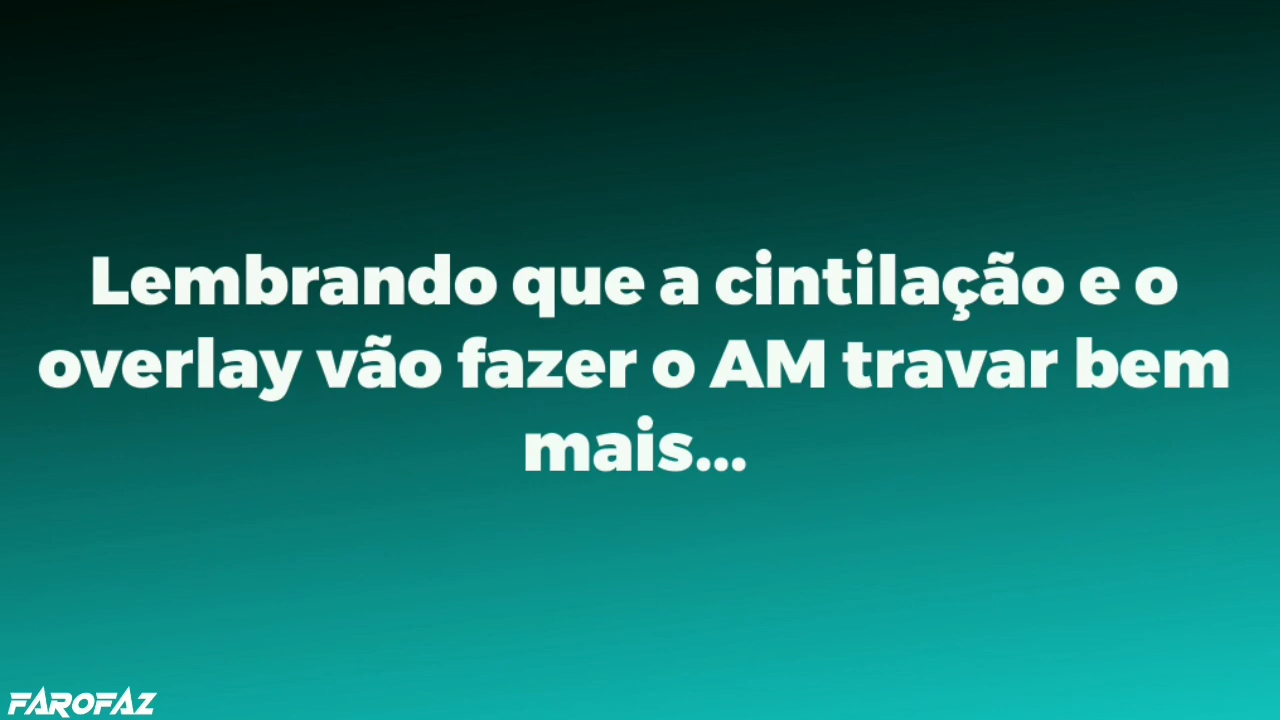 Lembrando que a cintilação e o
overlay vão fazer o AM travar bem
mais...
FAROFAZ